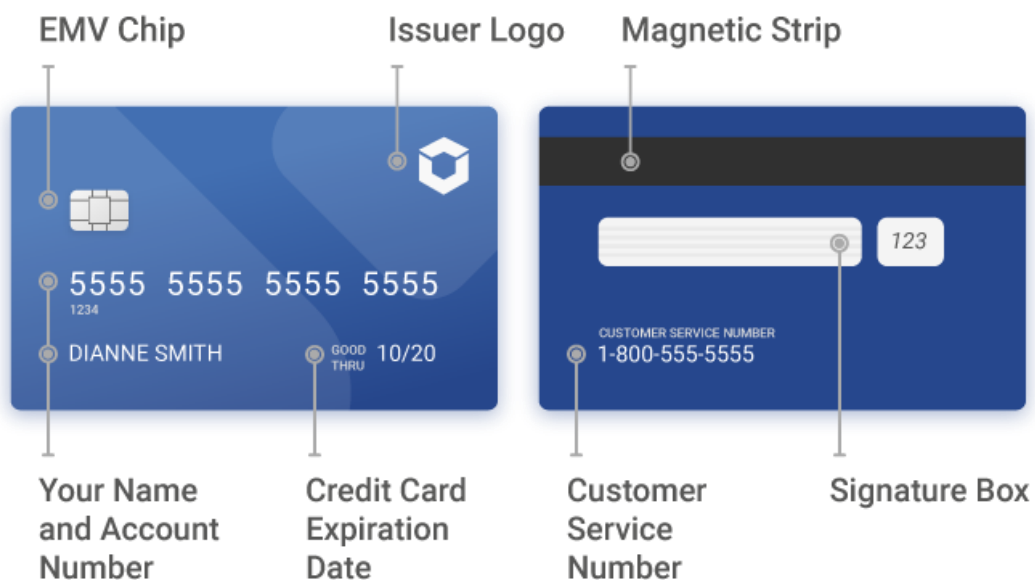 EMV Chip
Issuer Logo
Magnetic Strip
5555 5555 5555 5555
1234
DIANNE SMITH
GOOD
THRU
10/20
123
CUSTOMER SERVICE NUMBER
1-800-555-5555
Your Name
and Account
Number
Credit Card
Expiration
Date
Customer
Service
Number
Signature Box